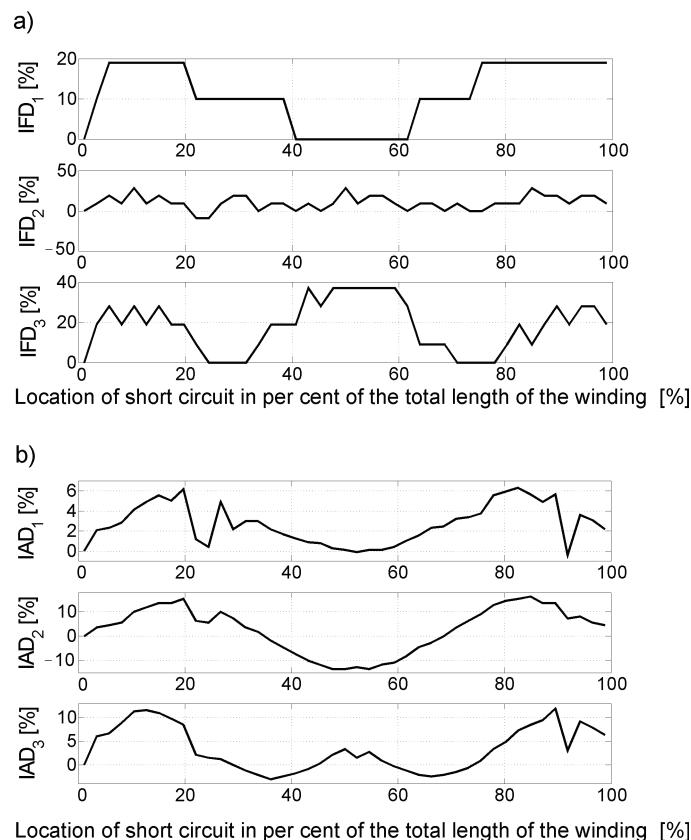 a)
IFD1 [%]
20
10
0
0 20 40 60 80 100
IFD2 [%]
50
0
−50
0 20 40 60 80 100
IFD3 [%]
40
20
0
0 20 40 60 80 100
Location of short circuit in per cent of the total length of the winding [%]
b)
IAD1 [%]
6
4
2
0
0 20 40 60 80 100
IAD2 [%]
10
0
−10
0 20 40 60 80 100
IAD3 [%]
10
5
0
0 20 40 60 80 100
Location of short circuit in per cent of the total length of the winding [%]